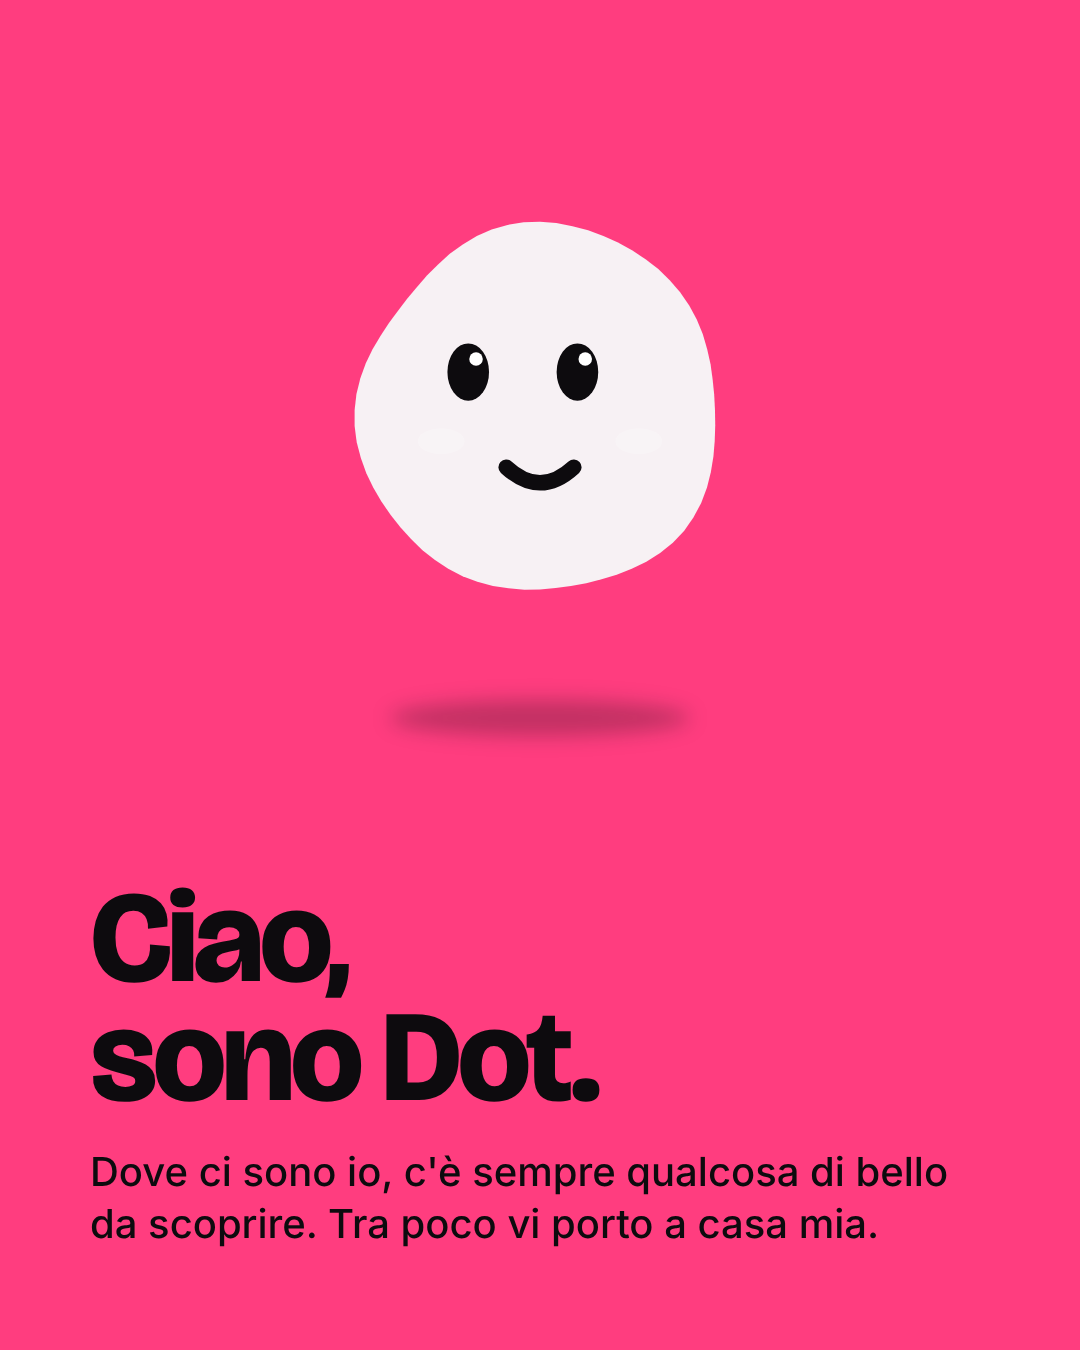 Ciao,
sono Dot.
Dove ci sono io, c'è sempre qualcosa di bello
da scoprire. Tra poco vi porto a casa mia.